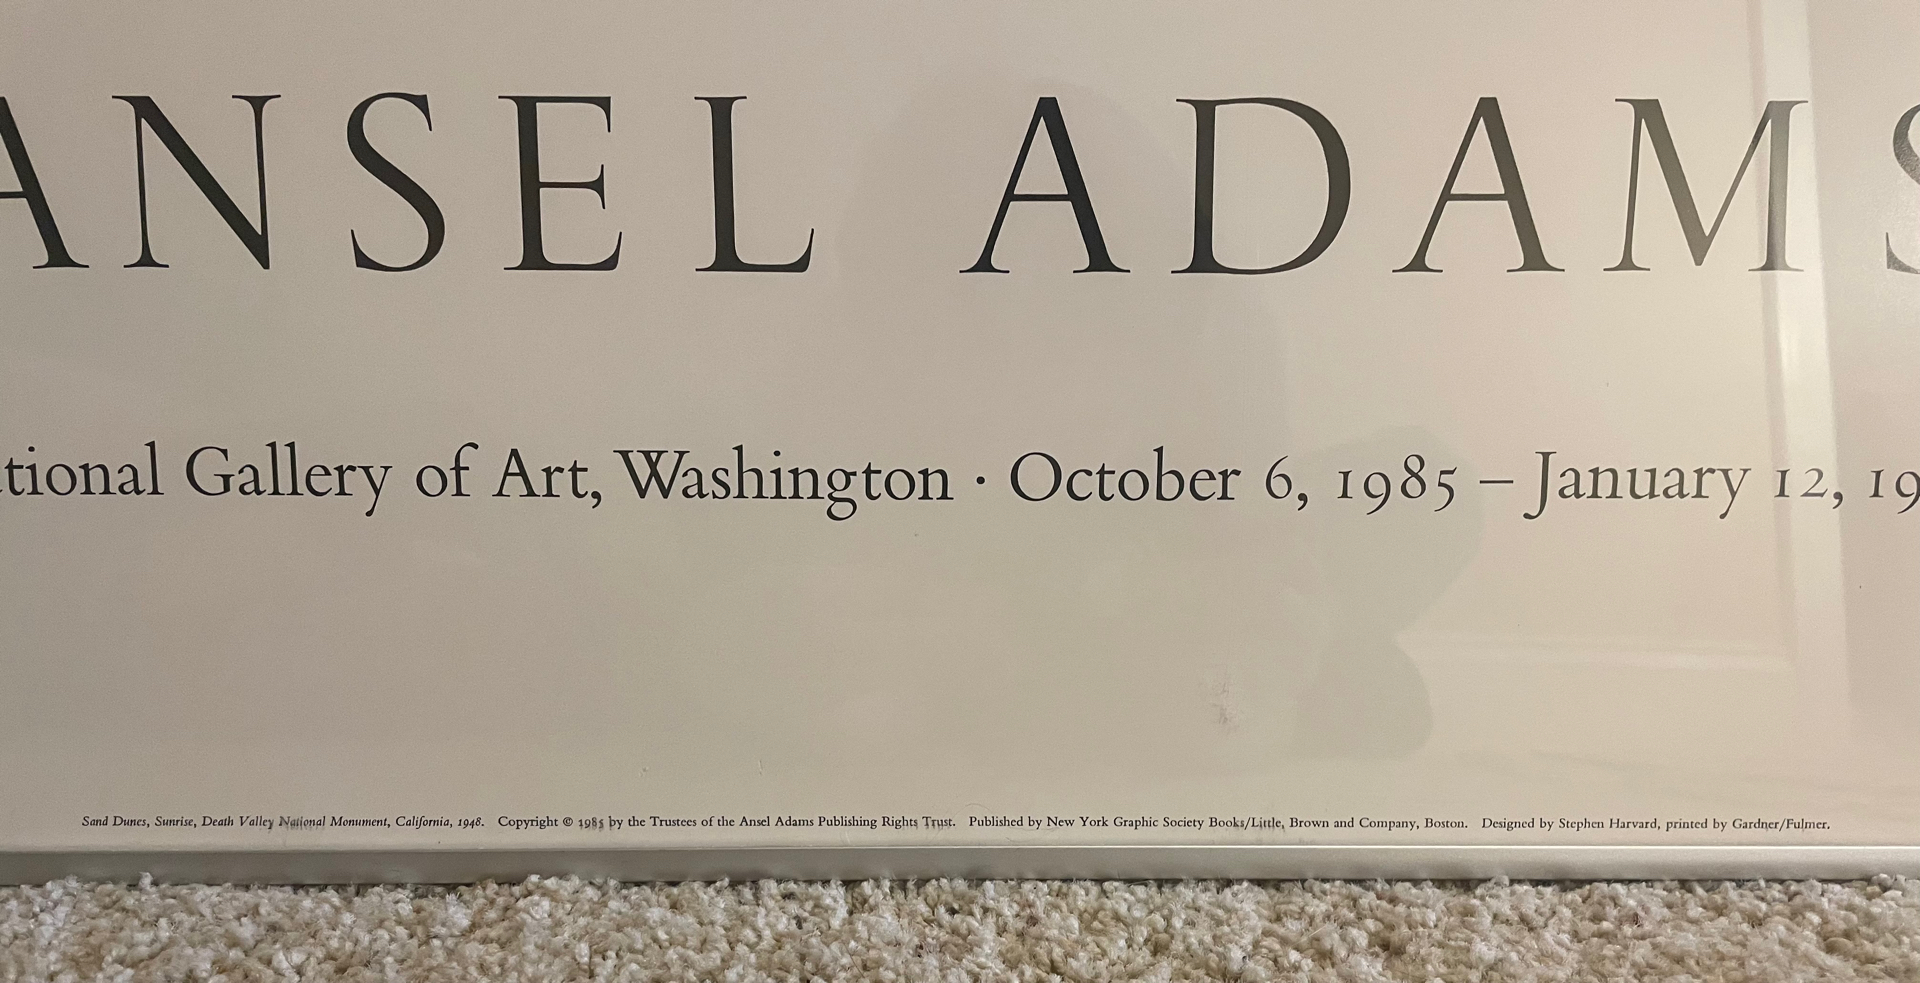 ANSEL ADAMS
tional Gallery of Art, Washington · October 6, 1985 – January 12, 19
Sand Dunes, Sunrise, Death Valley National Monument, California, 1948. Copyright © 1985 by the Trustees of the Ansel Adams Publishing Rights Trust. Published by New York Graphic Society Books/Little, Brown and Company, Boston. Designed by Stephen Harvard, printed by Gardner/Fulmer.